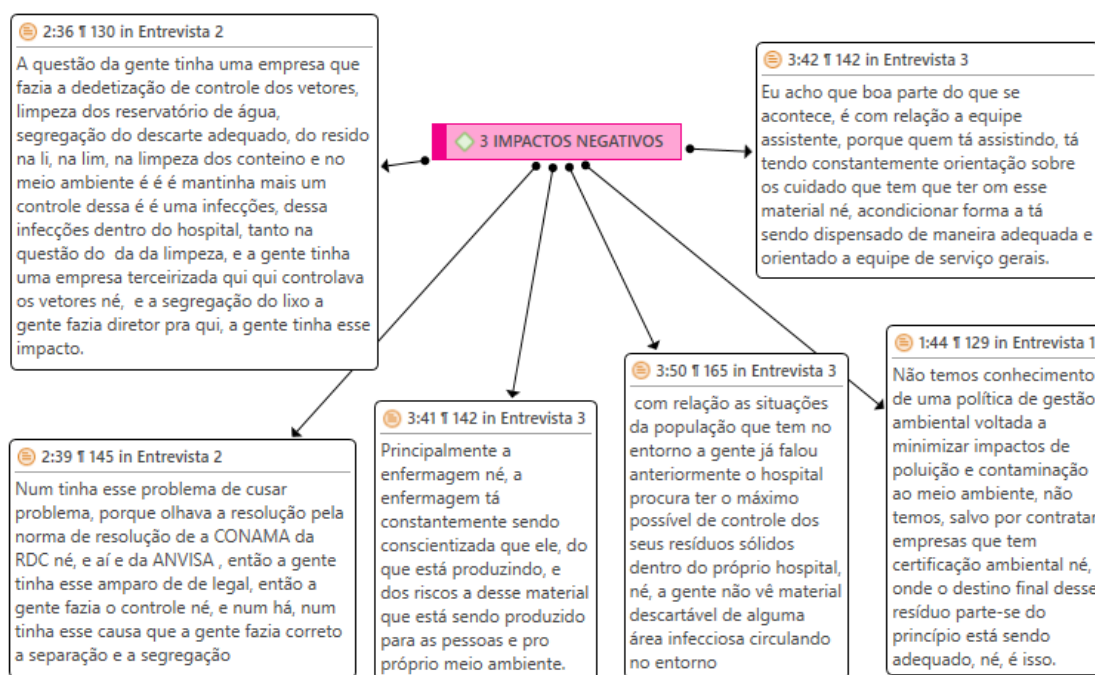 2:36 ¶ 130 in Entrevista 2
A questão da gente tinha uma empresa que
fazia a dedetização de controle dos vetores,
limpeza dos reservatório de água,
segregação do descarte adequado, do resido
na li, na lim, na limpeza dos conteino e no
meio ambiente é é é mantinha mais um
controle dessa é é uma infecções, dessa
infecções dentro do hospital, tanto na
questão do  da da limpeza, e a gente tinha
uma empresa terceirizada qui qui controlava
os vetores né,  e a segregação do lixo a
gente fazia diretor pra qui, a gente tinha esse
impacto.
3 IMPACTOS NEGATIVOS
3:42 ¶ 142 in Entrevista 3
Eu acho que boa parte do que se
acontece, é com relação a equipe
assistente, porque quem tá assistindo, tá
tendo constantemente orientação sobre
os cuidado que tem que ter om esse
material né, acondicionar forma a tá
sendo dispensado de maneira adequada e
orientado a equipe de serviço gerais.
2:39 ¶ 145 in Entrevista 2
Num tinha esse problema de cusar
problema, porque olhava a resolução pela
norma de resolução de a CONAMA da
RDC né, e aí e da ANVISA , então a gente
tinha esse amparo de de legal, então a
gente fazia o controle né, e num há, num
tinha esse causa que a gente fazia correto
a separação e a segregação
3:41 ¶ 142 in Entrevista 3
Principalmente a
enfermagem né, a
enfermagem tá
constantemente sendo
conscientizada que ele, do
que está produzindo, e
dos riscos a desse material
que está sendo produzido
para as pessoas e pro
próprio meio ambiente.
3:50 ¶ 165 in Entrevista 3
com relação as situações
da população que tem no
entorno a gente já falou
anteriormente o hospital
procura ter o máximo
possível de controle dos
seus resíduos sólidos
dentro do próprio hospital,
né, a gente não vê material
descartável de alguma
área infecciosa circulando
no entorno
1:44 ¶ 129 in Entrevista 1
Não temos conhecimento
de uma política de gestão
ambiental voltada a
minimizar impactos de
poluição e contaminação
ao meio ambiente, não
temos, salvo por contratar
empresas que tem
certificação ambiental né,
onde o destino final desse
resíduo parte-se do
princípio está sendo
adequado, né, é isso.